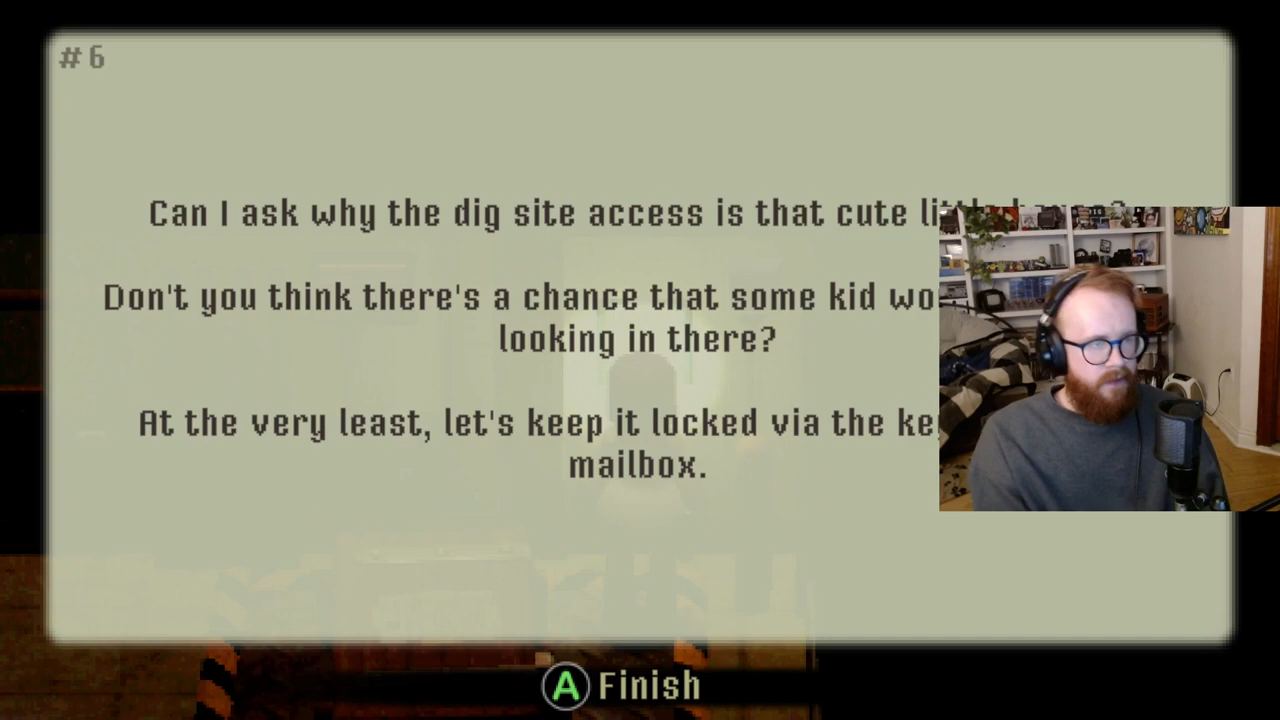 # 6
Can I ask why the dig site access is that cute
Don't you think there's a chance that some kid
looking in there?
At the very least, let's keep it locked via the
mailbox.
A Finish